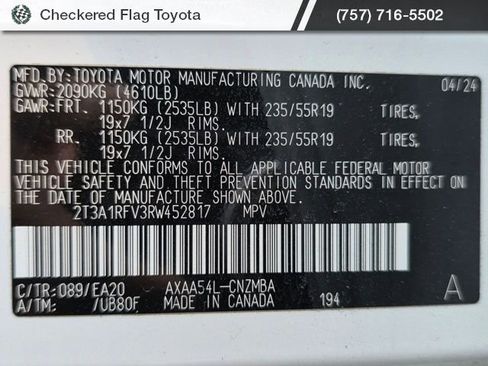 Checkered Flag Toyota (757) 716-5502
MFD.BY:TOYOTA MOTOR MANUFACTURING CANADA INC. 04/24
GVWR:2090KG (4610LB)
GAWR:FRT. 1150KG (2535LB) WITH 235/55R19 TIRES,
19x7 1/2J RIMS.
RR. 1150KG (2535LB) WITH 235/55R19 TIRES,
19x7 1/2J RIMS.
THIS VEHICLE CONFORMS TO ALL APPLICABLE FEDERAL MOTOR
VEHICLE SAFETY AND THEFT PREVENTION STANDARDS IN EFFECT
ON THE DATE OF MANUFACTURE SHOWN ABOVE.
2T3A1RFV3RW452817 MPV
C/TR:089/EA20 AXAA54L-CNZMBA A
A/TM: /UB80F MADE IN CANADA 194